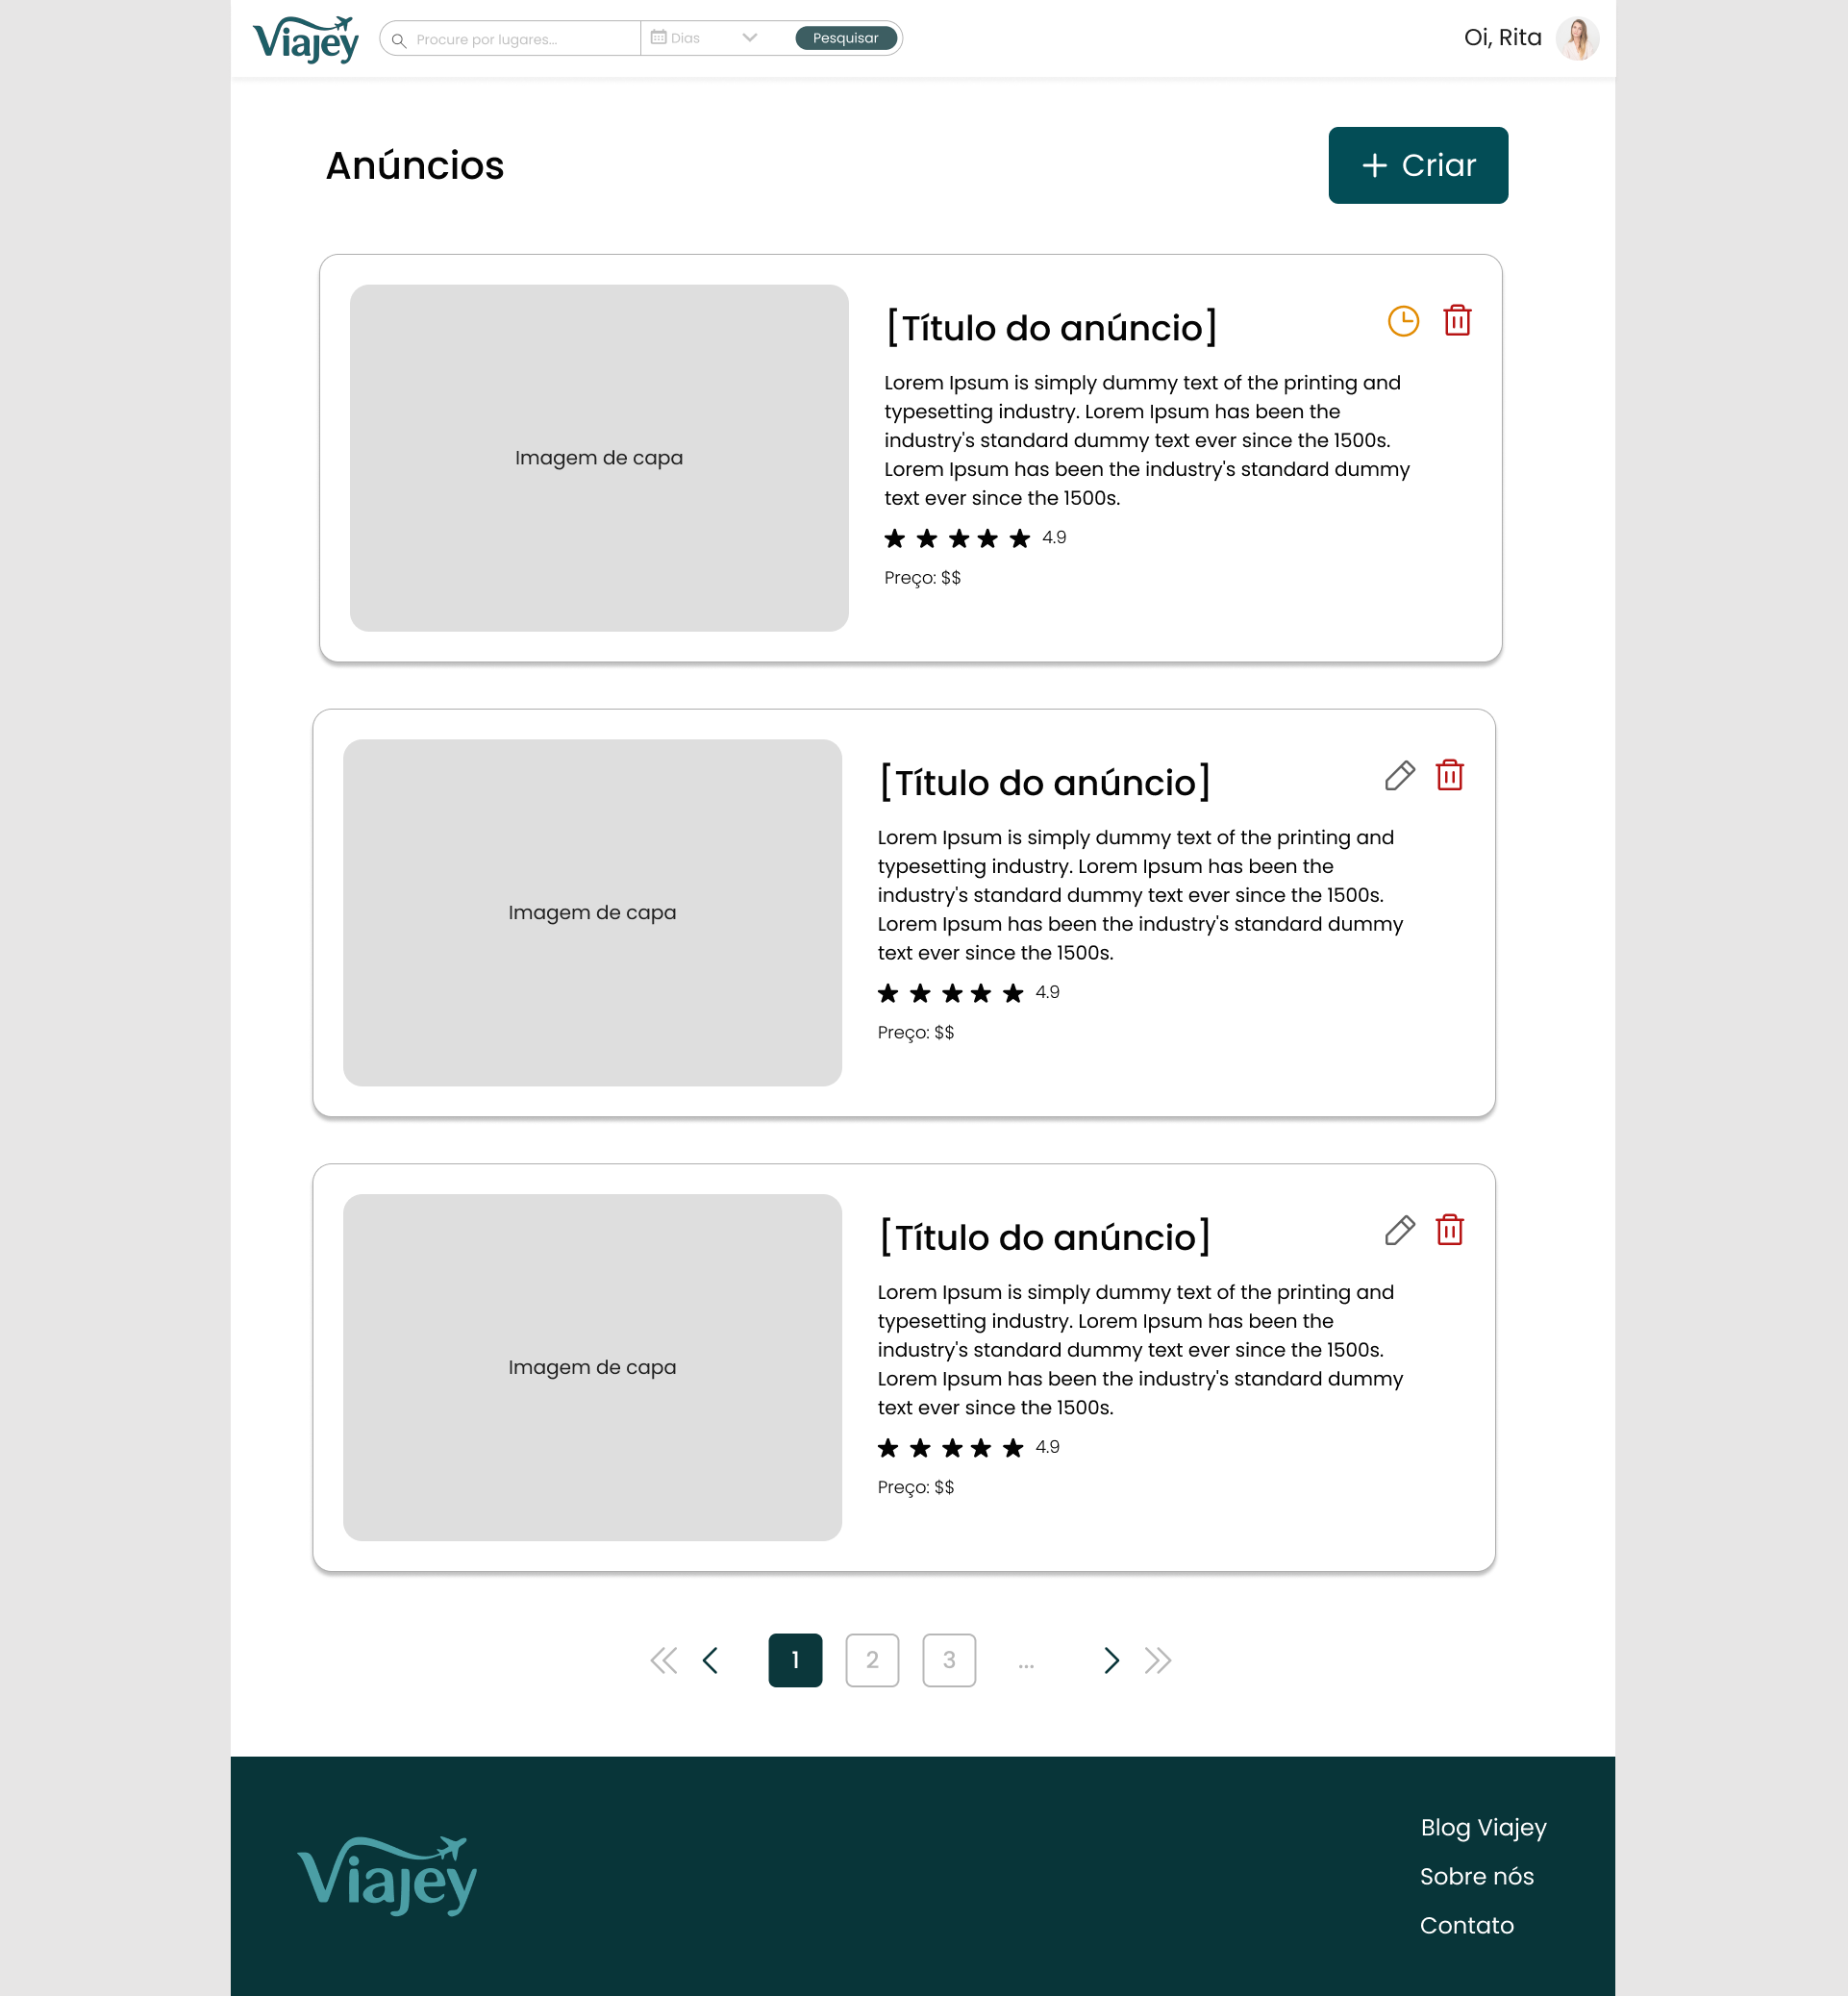 Viajey
Procure por lugares...
Dias
Pesquisar
Oi, Rita
Anúncios
Criar
Imagem de capa
[Título do anúncio]
Lorem Ipsum is simply dummy text of the printing and
typesetting industry. Lorem Ipsum has been the
industry's standard dummy text ever since the 1500s.
Lorem Ipsum has been the industry's standard dummy
text ever since the 1500s.
4.9
Preço: $$
Imagem de capa
[Título do anúncio]
Lorem Ipsum is simply dummy text of the printing and
typesetting industry. Lorem Ipsum has been the
industry's standard dummy text ever since the 1500s.
Lorem Ipsum has been the industry's standard dummy
text ever since the 1500s.
4.9
Preço: $$
Imagem de capa
[Título do anúncio]
Lorem Ipsum is simply dummy text of the printing and
typesetting industry. Lorem Ipsum has been the
industry's standard dummy text ever since the 1500s.
Lorem Ipsum has been the industry's standard dummy
text ever since the 1500s.
4.9
Preço: $$
1 2 3 ...
Viajey
Blog Viajey
Sobre nós
Contato